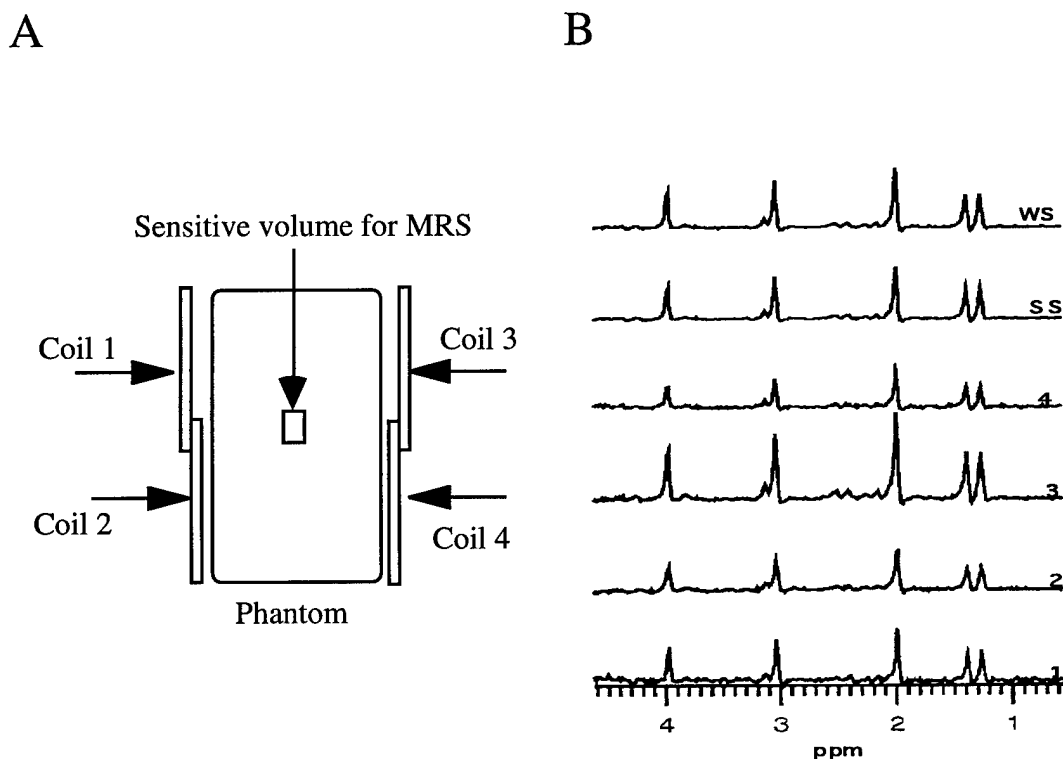 A
B
Sensitive volume for MRS
Coil 1
Coil 3
Coil 2
Coil 4
Phantom
WS
SS
4
3
2
1
4 3 2 1
ppm